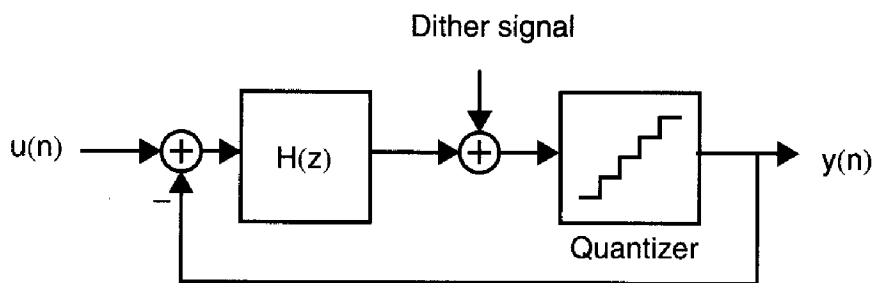 Dither signal
u(n)
H(z)
y(n)
Quantizer